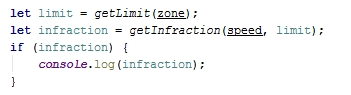 let limit = getLimit(zone);
let infraction = getInfraction(speed, limit);
if (infraction) {
    console.log(infraction);
}